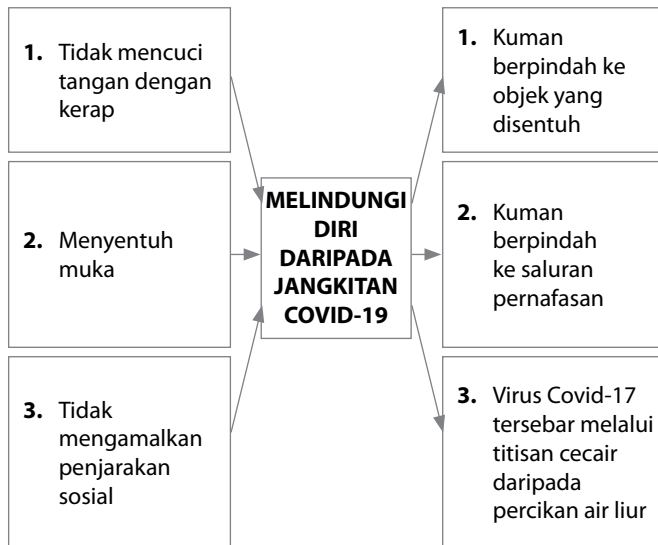 1. Tidak mencuci
tangan dengan
kerap
2. Menyentuh
muka
3. Tidak
mengamalkan
penjarakan
sosial
MELINDUNGI
DIRI
DARIPADA
JANGKITAN
COVID-19
1. Kuman
berpindah ke
objek yang
disentuh
2. Kuman
berpindah
ke saluran
pernafasan
3. Virus Covid-17
tersebar melalui
titisan cecair
daripada
percikan air liur